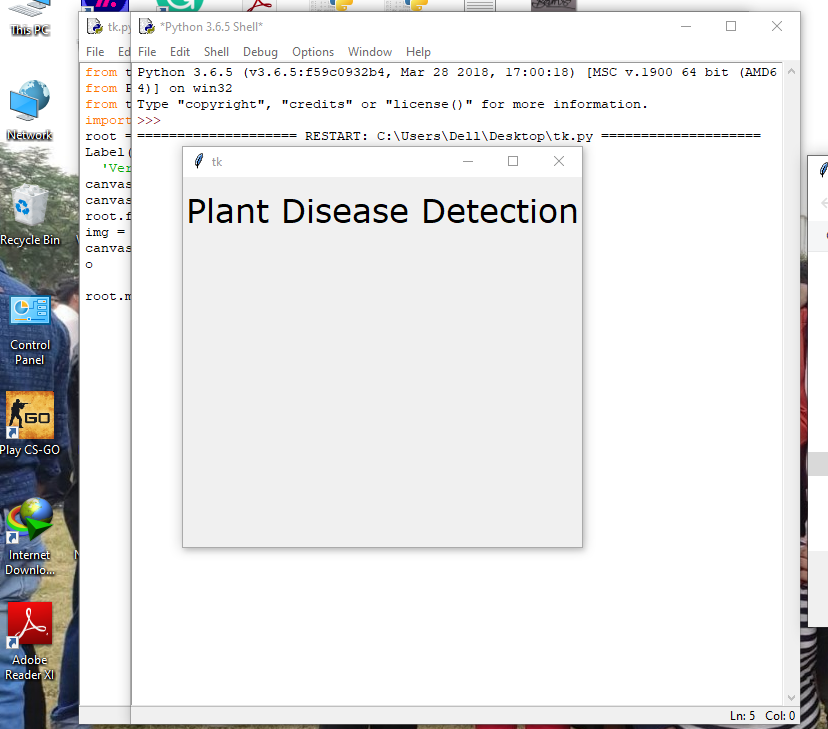 This PC
Network
Recycle Bin
Control
Panel
GO
Play CS-GO
Internet
Downlo...
Adobe
Reader XI
tk.py
File Ed
from t
from
from t
import
root =
Label(
'Ver
canvas
canvas
root.f
img =
canvas
o
root.m
*Python 3.6.5 Shell*
File Edit Shell Debug Options Window Help
Python 3.6.5 (v3.6.5:f59c0932b4, Mar 28 2018, 17:00:18) [MSC v.1900 64 bit (AMD6
4)] on win32
Type "copyright", "credits" or "license()" for more information.
>>>
==================== RESTART: C:\Users\Dell\Desktop\tk.py ====================
tk
Plant Disease Detection
Ln: 5 Col: 0